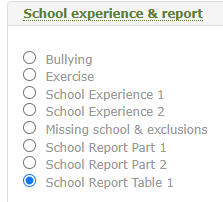 School experience & report
Bullying
Exercise
School Experience 1
School Experience 2
Missing school & exclusions
School Report Part 1
School Report Part 2
School Report Table 1